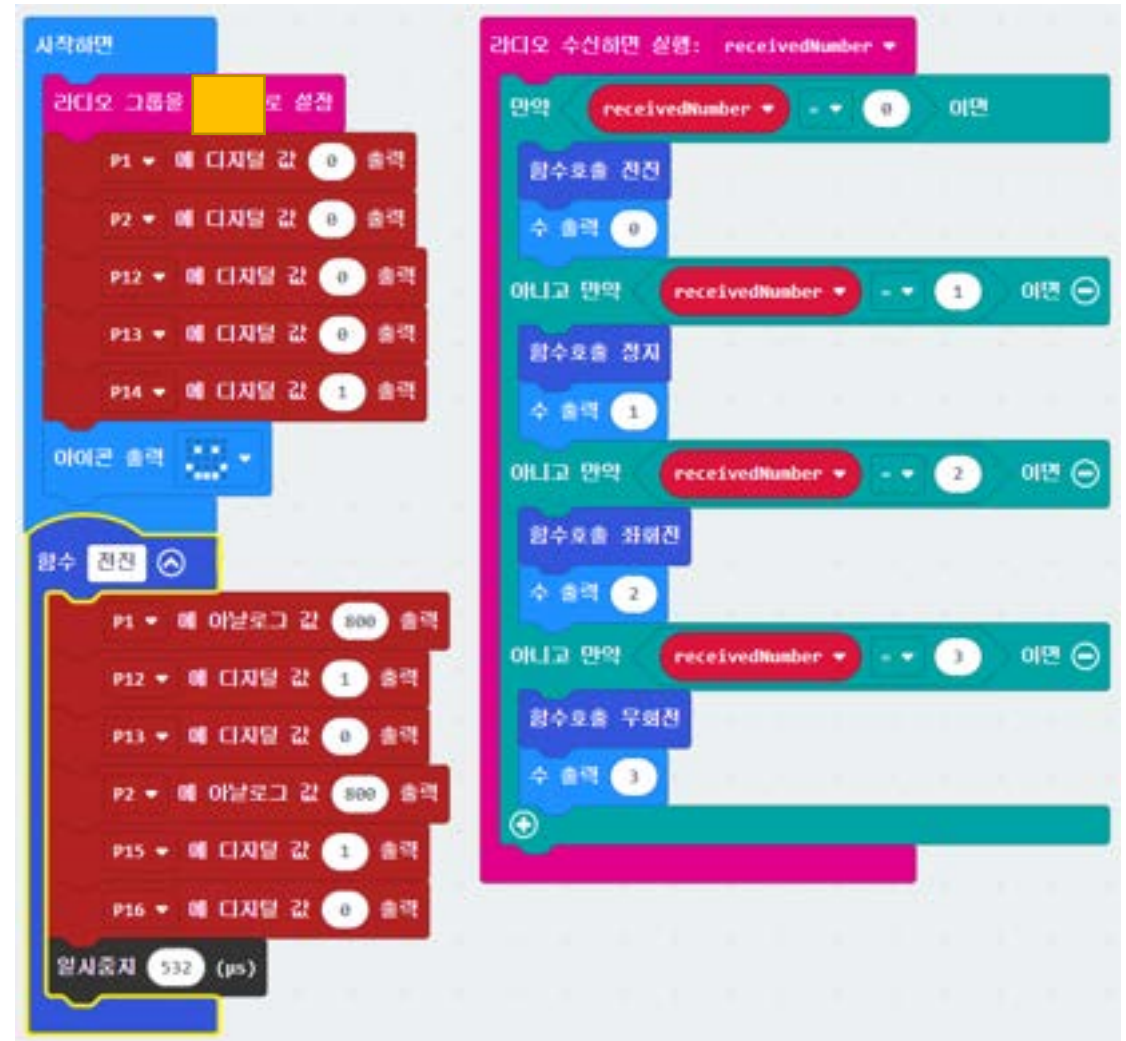 시작하면
라디오 그룹을 로 설정
P1 에 디지털 값 0 출력
P2 에 디지털 값 0 출력
P12 에 디지털 값 0 출력
P13 에 디지털 값 0 출력
P14 에 디지털 값 1 출력
아이콘 출력
함수 전진
P1 에 아날로그 값 800 출력
P12 에 디지털 값 1 출력
P13 에 디지털 값 0 출력
P2 에 아날로그 값 800 출력
P15 에 디지털 값 1 출력
P16 에 디지털 값 0 출력
일시중지 532 (µs)
라디오 수신하면 실행: receivedNumber
만약 receivedNumber = 0 이면
함수호출 전진
수 출력 0
아니고 만약 receivedNumber = 1 이면
함수호출 정지
수 출력 1
아니고 만약 receivedNumber = 2 이면
함수호출 좌회전
수 출력 2
아니고 만약 receivedNumber = 3 이면
함수호출 우회전
수 출력 3